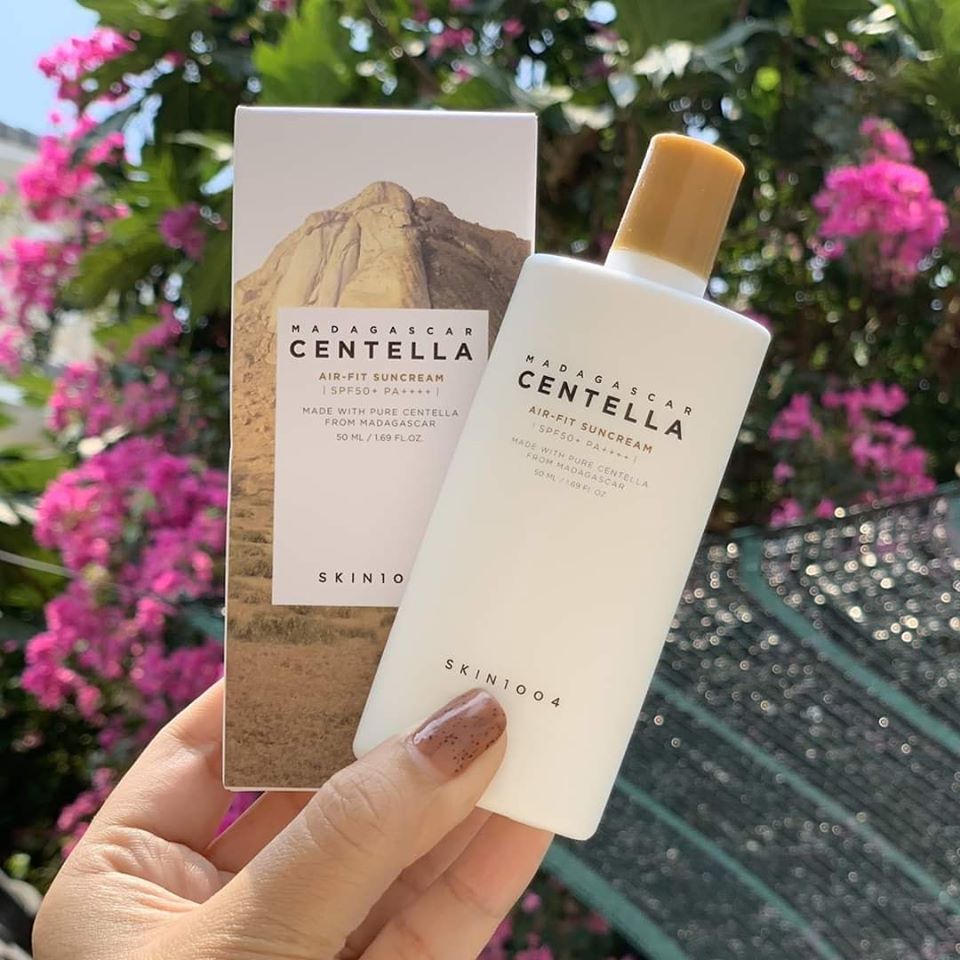 MADAGASCAR
CENTELLA
AIR-FIT SUNCREAM
| SPF50+ PA++++ |
MADE WITH PURE CENTELLA
FROM MADAGASCAR
50 ML / 1.69 FL.OZ.
SKIN10
MADAGASCAR
CENTELLA
AIR-FIT SUNCREAM
| SPF50+ PA++++ |
MADE WITH PURE CENTELLA
FROM MADAGASCAR
50 ML / 1.69 FL.OZ
SKIN1004